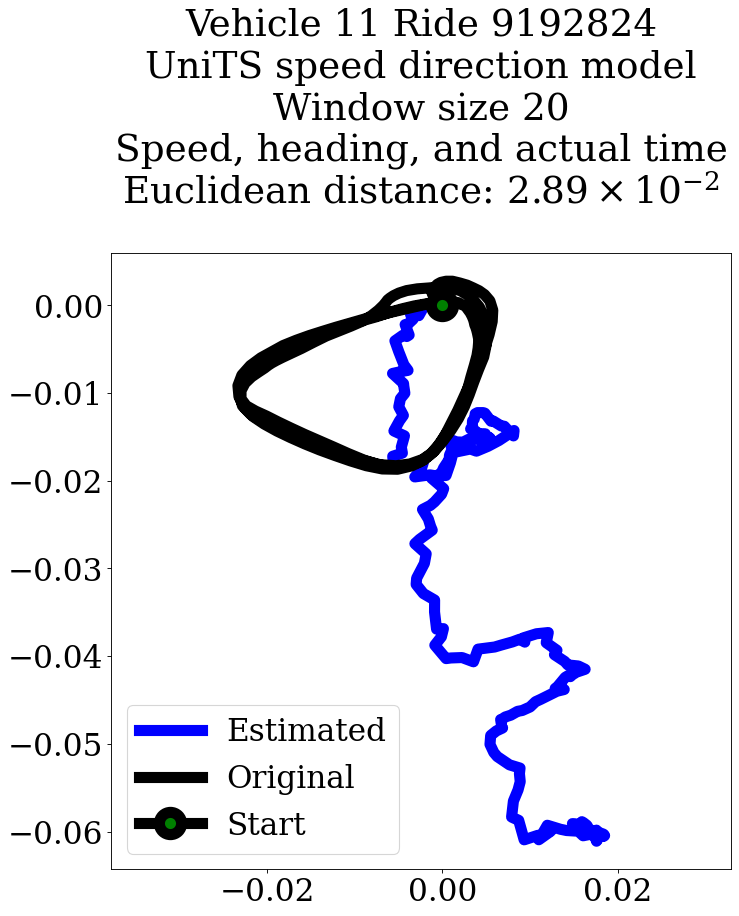 Vehicle 11 Ride 9192824
UniTS speed direction model
Window size 20
Speed, heading, and actual time
Euclidean distance: 2.89 × 10⁻²
0.00
−0.01
−0.02
−0.03
−0.04
−0.05
−0.06
Estimated
Original
Start
−0.02 0.00 0.02